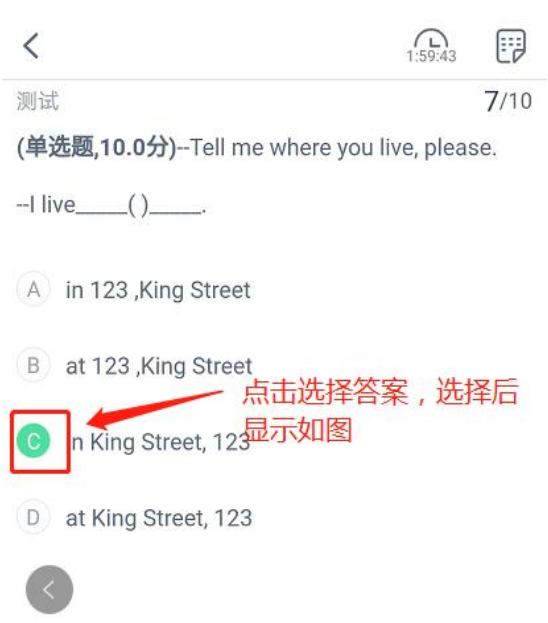 1:59:43
测试
7/10
(单选题,10.0分)--Tell me where you live, please.
--I live_____( )_____.
A in 123 ,King Street
B at 123 ,King Street
点击选择答案，选择后
显示如图
C n King Street, 123
D at King Street, 123